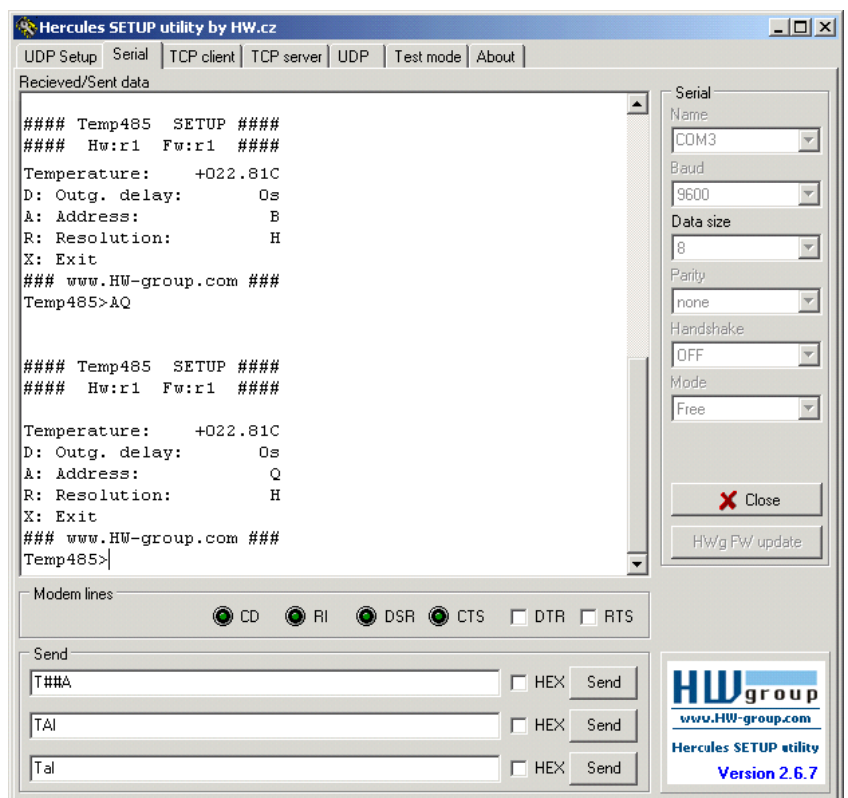 Hercules SETUP utility by HW.cz
UDP Setup Serial TCP client TCP server UDP Test mode About
Recieved/Sent data
#### Temp485 SETUP ####
#### Hw:r1 Fw:r1 ####
Temperature: +022.81C
D: Outg. delay: 0s
A: Address: B
R: Resolution: H
X: Exit
### www.HW-group.com ###
Temp485>AQ
#### Temp485 SETUP ####
#### Hw:r1 Fw:r1 ####
Temperature: +022.81C
D: Outg. delay: 0s
A: Address: Q
R: Resolution: H
X: Exit
### www.HW-group.com ###
Temp485>
Serial
Name
COM3
Baud
9600
Data size
8
Parity
none
Handshake
OFF
Mode
Free
Close
HWg FW update
Modem lines
CD RI DSR CTS DTR RTS
Send
T##A HEX Send
TAI HEX Send
TaI HEX Send
HW group
www.HW-group.com
Hercules SETUP utility
Version 2.6.7